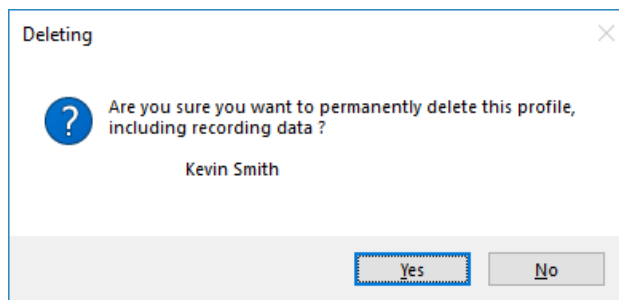 Deleting
Are you sure you want to permanently delete this profile,
including recording data ?
Kevin Smith
Yes
No